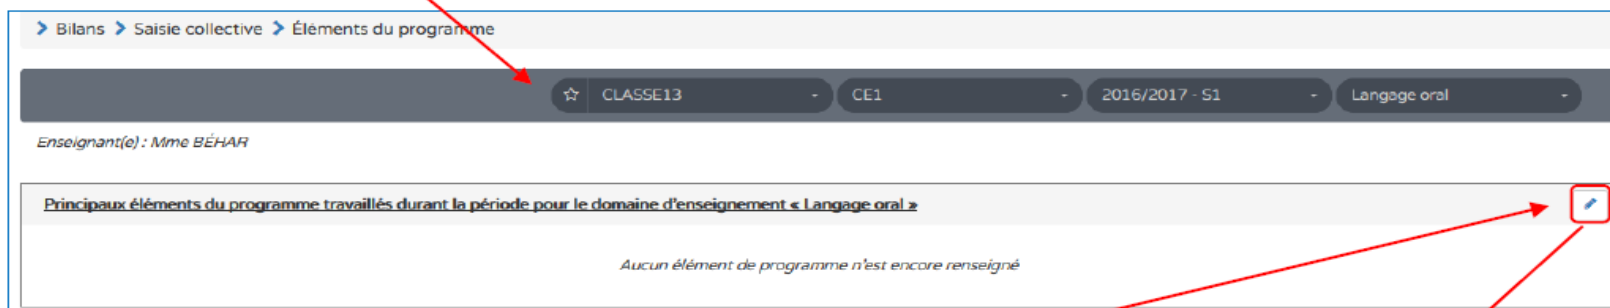 Bilans Saisie collective Éléments du programme
CLASSE13 CE1 2016/2017 - S1 Langage oral
Enseignant(e) : Mme BÉHAR
Principaux éléments du programme travaillés durant la période pour le domaine d'enseignement « Langage oral »
Aucun élément de programme n'est encore renseigné